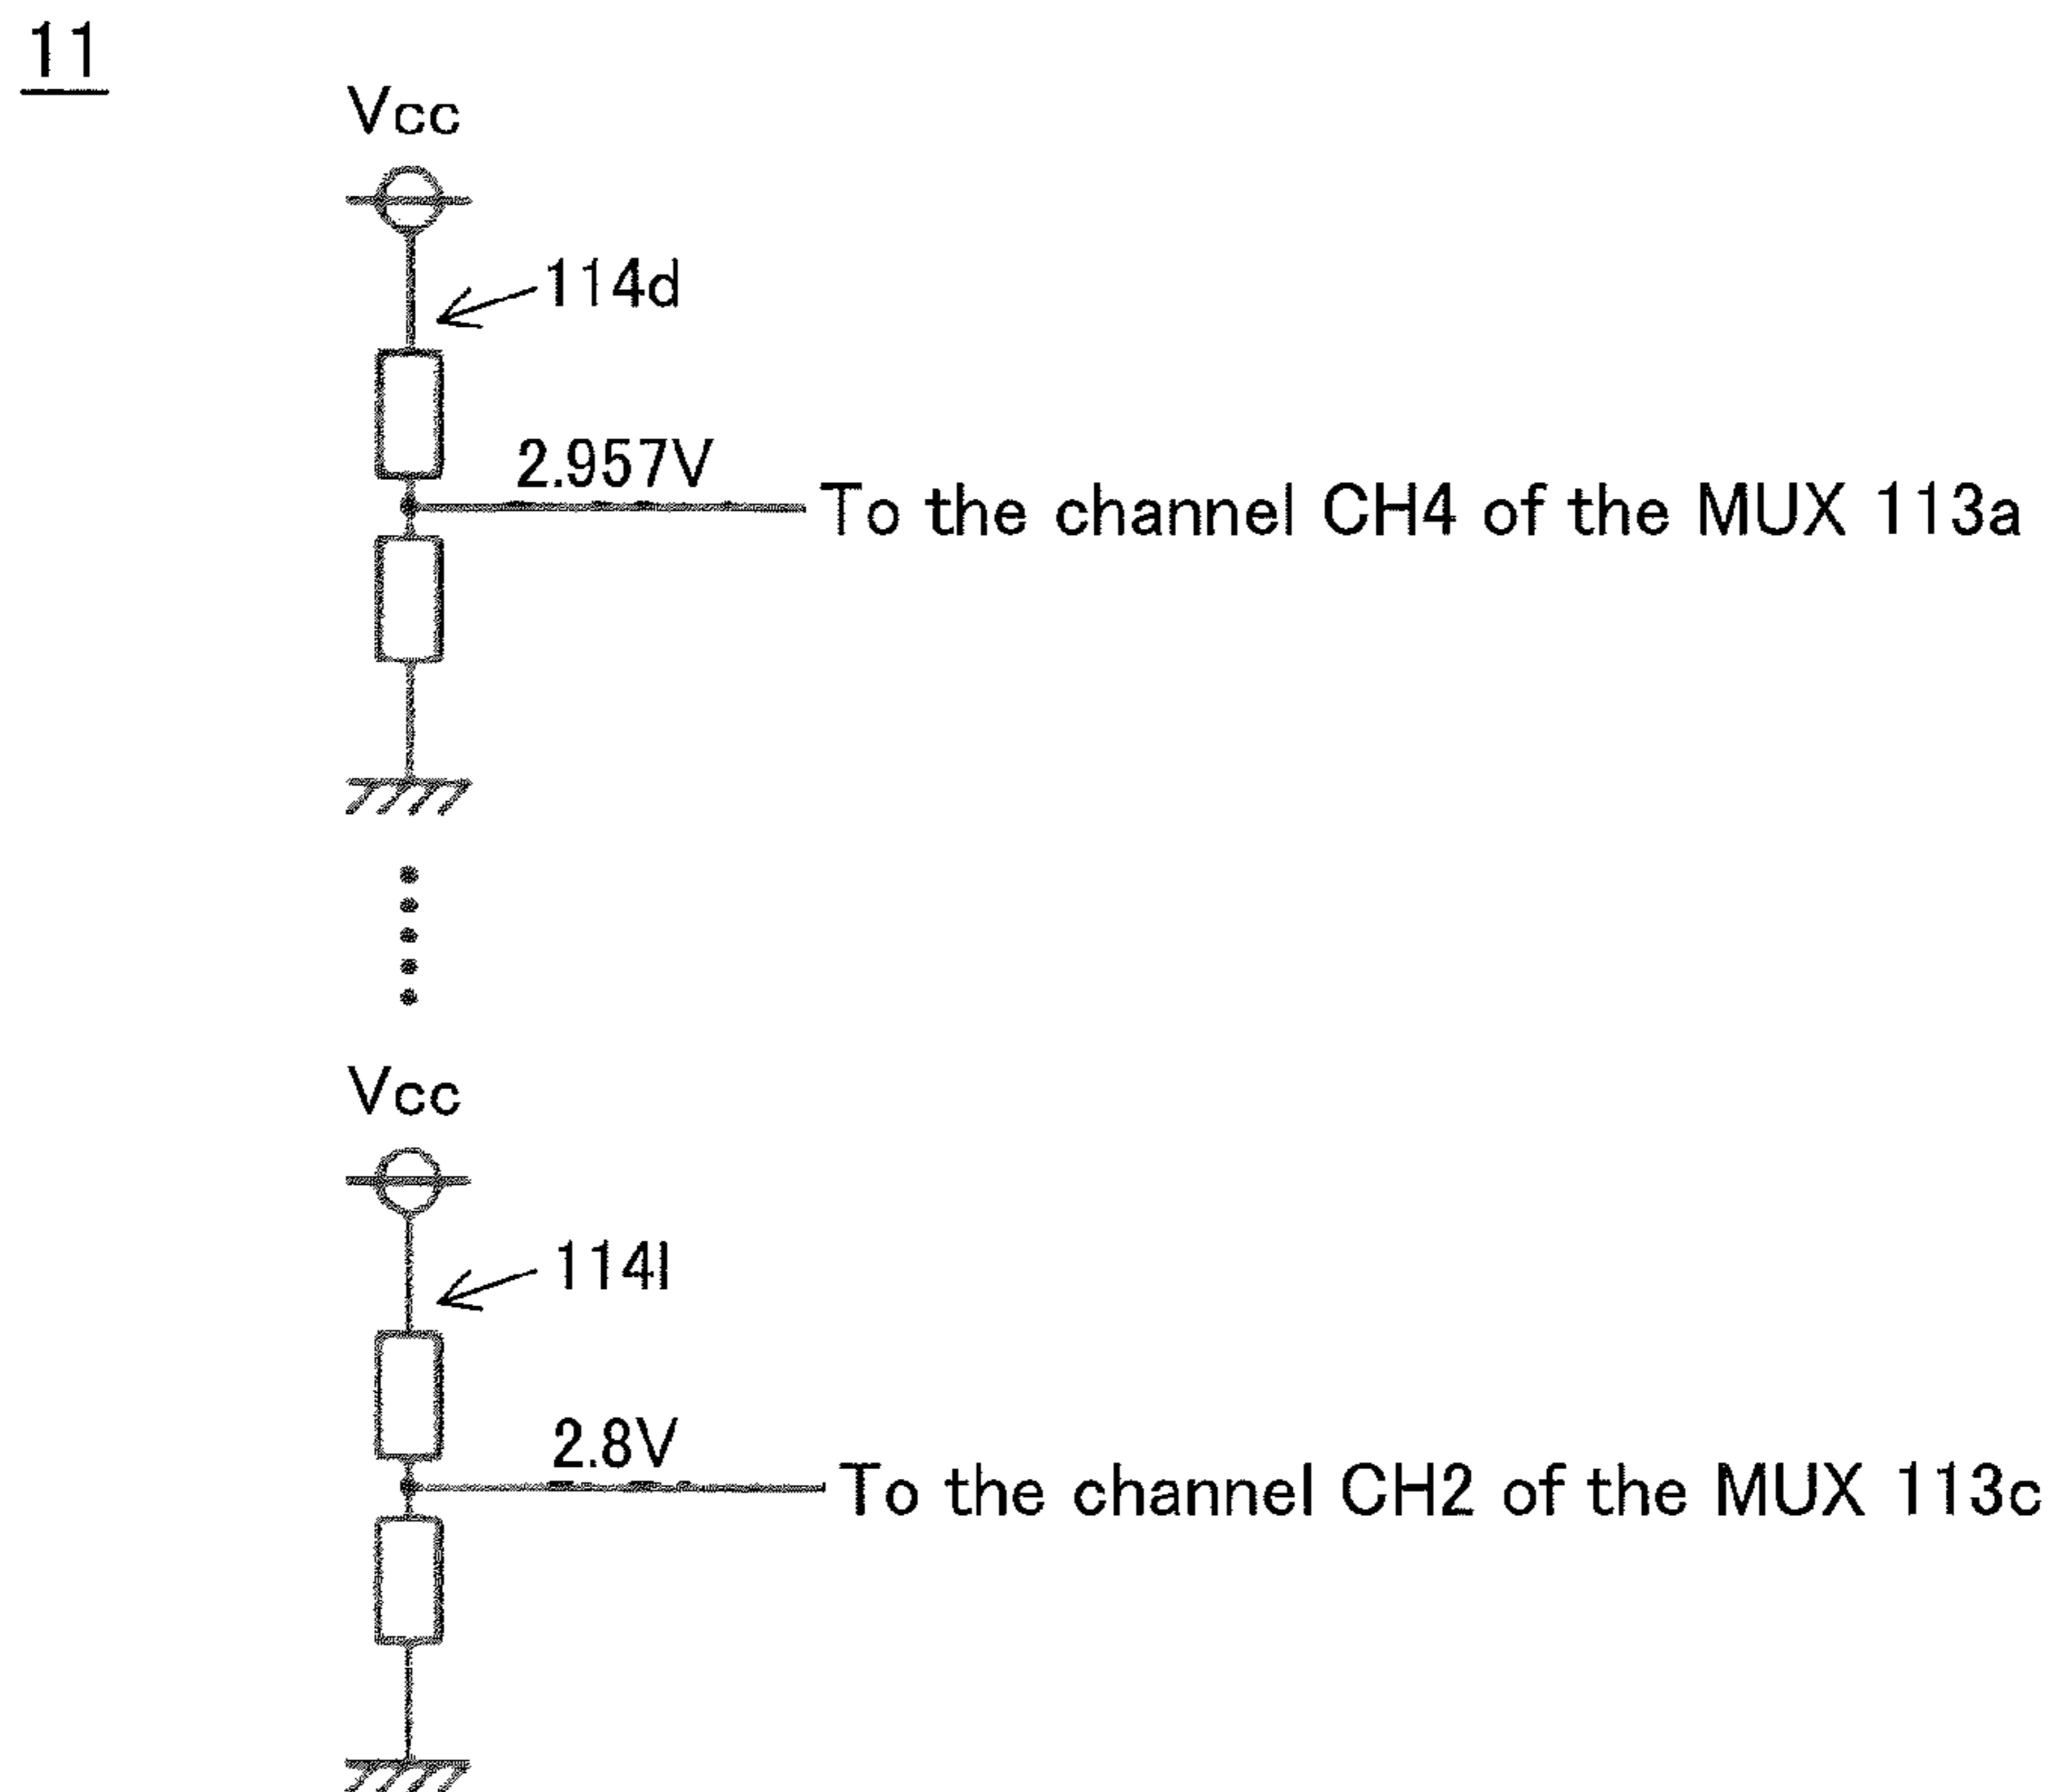 11
Vcc
114d
2.957V
To the channel CH4 of the MUX 113a
Vcc
114l
2.8V
To the channel CH2 of the MUX 113c